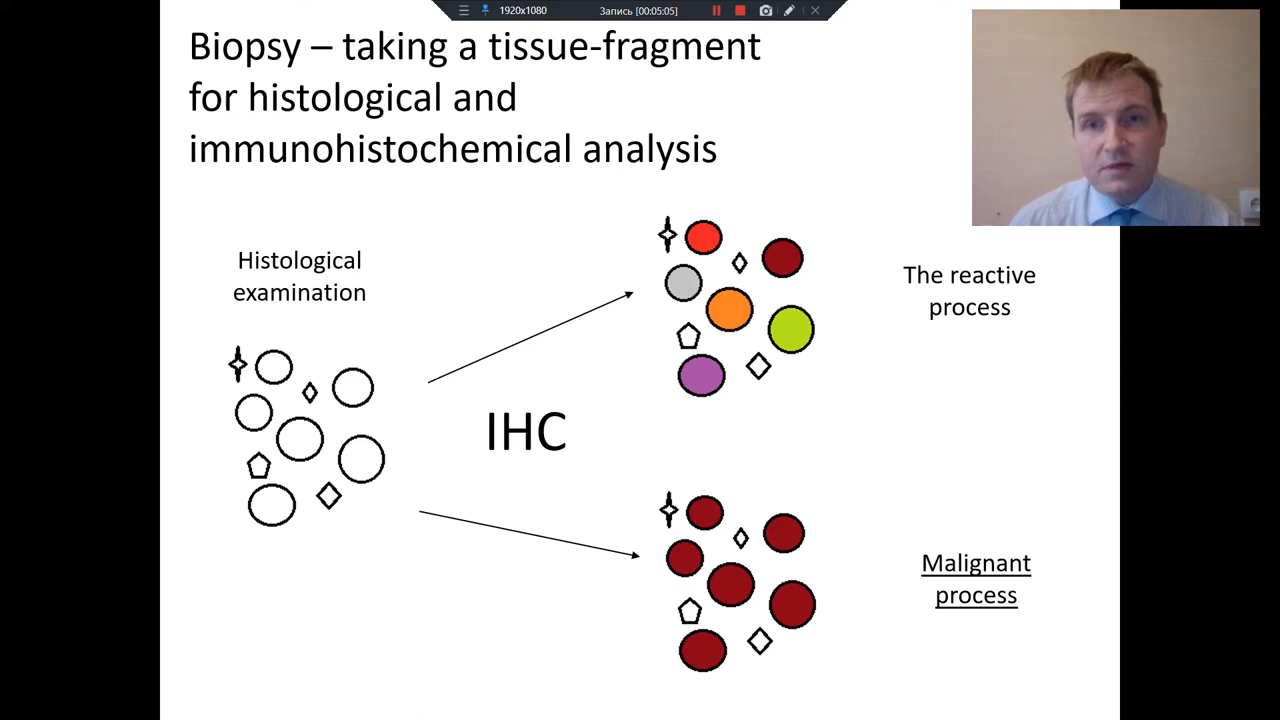 1920x1080
Запись [00:05:05]
Biopsy – taking a tissue-fragment
for histological and
immunohistochemical analysis
Histological
examination
The reactive
process
IHC
Malignant
process